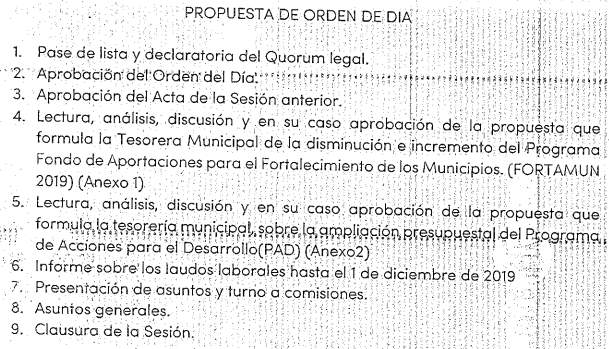 PROPUESTA DE ORDEN DE DIA
1. Pase de lista y declaratoria del Quorum legal.
2. Aprobación del Orden del Día.
3. Aprobación del Acta de la Sesión anterior.
4. Lectura, análisis, discusión y en su caso aprobación de la propuesta que
formula la Tesorera Municipal de la disminución e incremento del Programa
Fondo de Aportaciones para el Fortalecimiento de los Municipios. (FORTAMUN
2019) (Anexo 1)
5. Lectura, análisis, discusión y en su caso aprobación de la propuesta que
formula la tesorería municipal, sobre la ampliación presupuestal del Programa
de Acciones para el Desarrollo(PAD) (Anexo2)
6. Informe sobre los laudos laborales hasta el 1 de diciembre de 2019
7. Presentación de asuntos y turno a comisiones.
8. Asuntos generales.
9. Clausura de la Sesión.